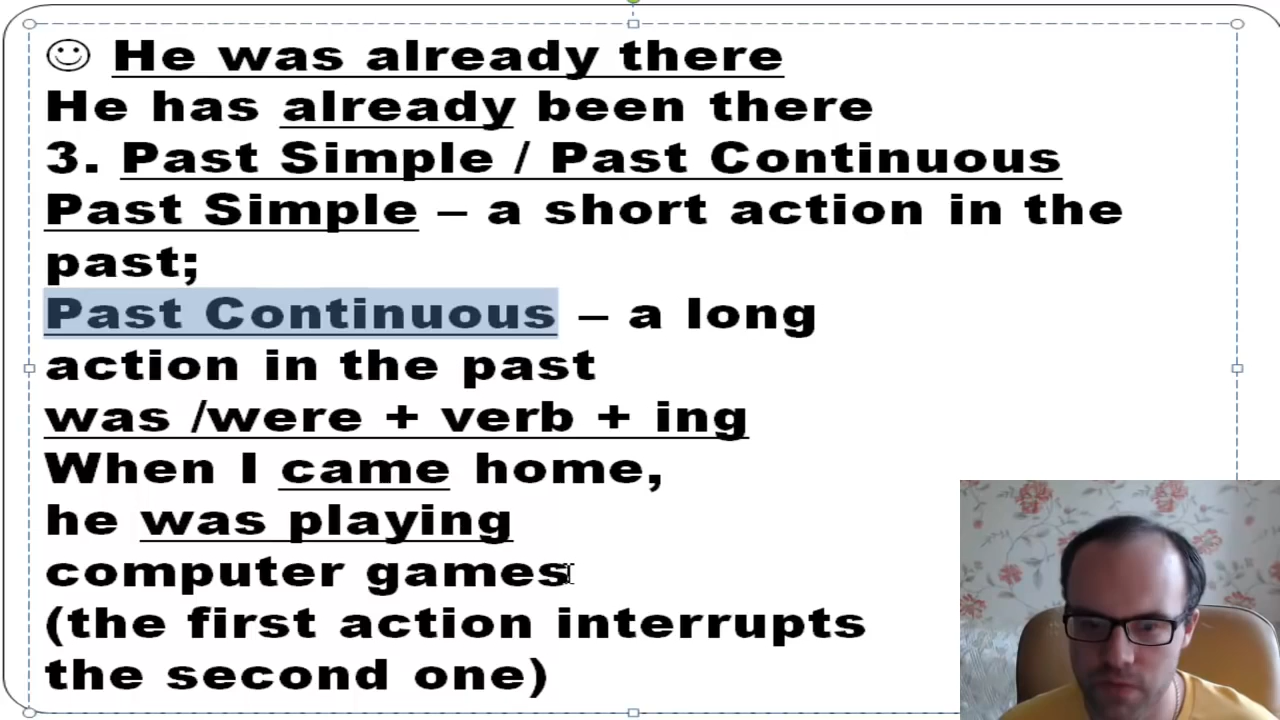 ☺ He was already there
He has already been there
3. Past Simple / Past Continuous
Past Simple – a short action in the
past;
Past Continuous – a long
action in the past
was /were + verb + ing
When I came home,
he was playing
computer games
(the first action interrupts
the second one)